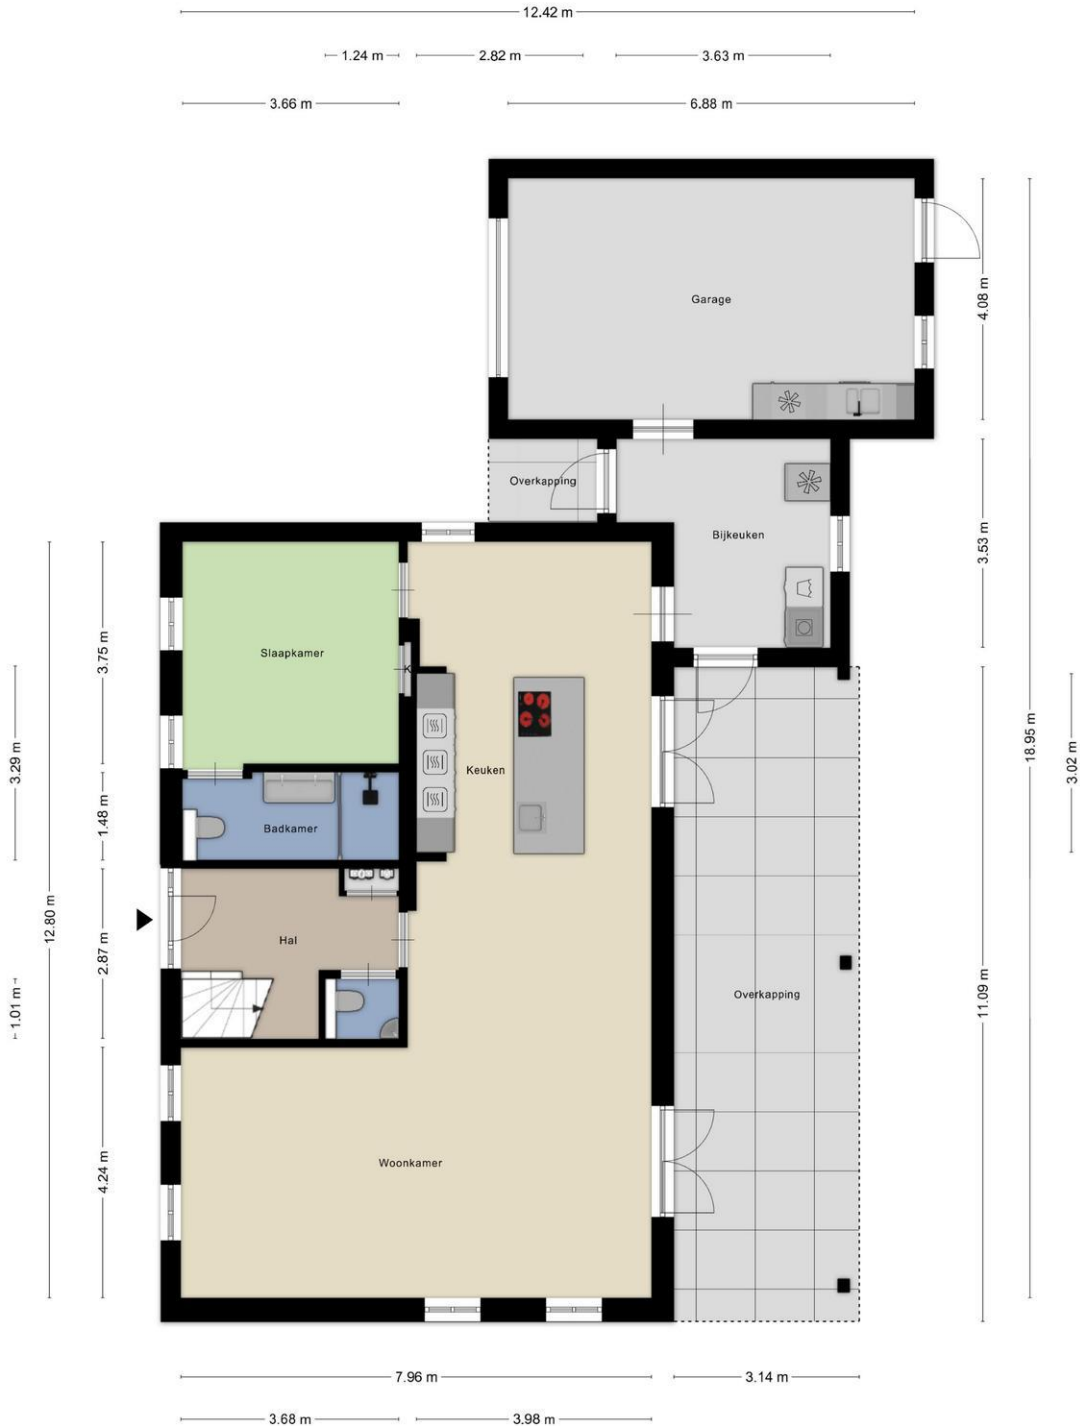 12.42 m
1.24 m
2.82 m
3.63 m
3.66 m
6.88 m
Garage
4.08 m
Overkapping
Bijkeuken
3.53 m
Slaapkamer
3.75 m
K
Keuken
3.29 m
18.95 m
3.02 m
Badkamer
1.48 m
12.80 m
Hal
2.87 m
1.01 m
Overkapping
11.09 m
Woonkamer
4.24 m
7.96 m
3.14 m
3.68 m
3.98 m